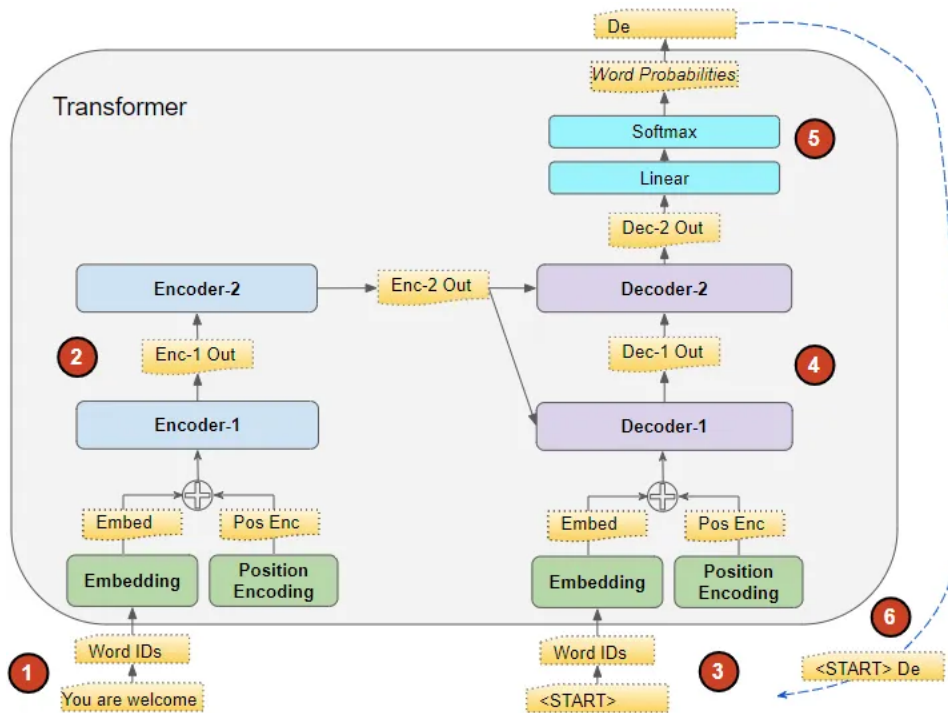 De
Word Probabilities
Transformer
Softmax
5
Linear
Dec-2 Out
Encoder-2
Enc-2 Out
Decoder-2
2
Enc-1 Out
Dec-1 Out
4
Encoder-1
Decoder-1
Embed
Pos Enc
Embed
Pos Enc
Embedding
Position
Encoding
Embedding
Position
Encoding
6
1
Word IDs
Word IDs
3
<START> De
You are welcome
<START>